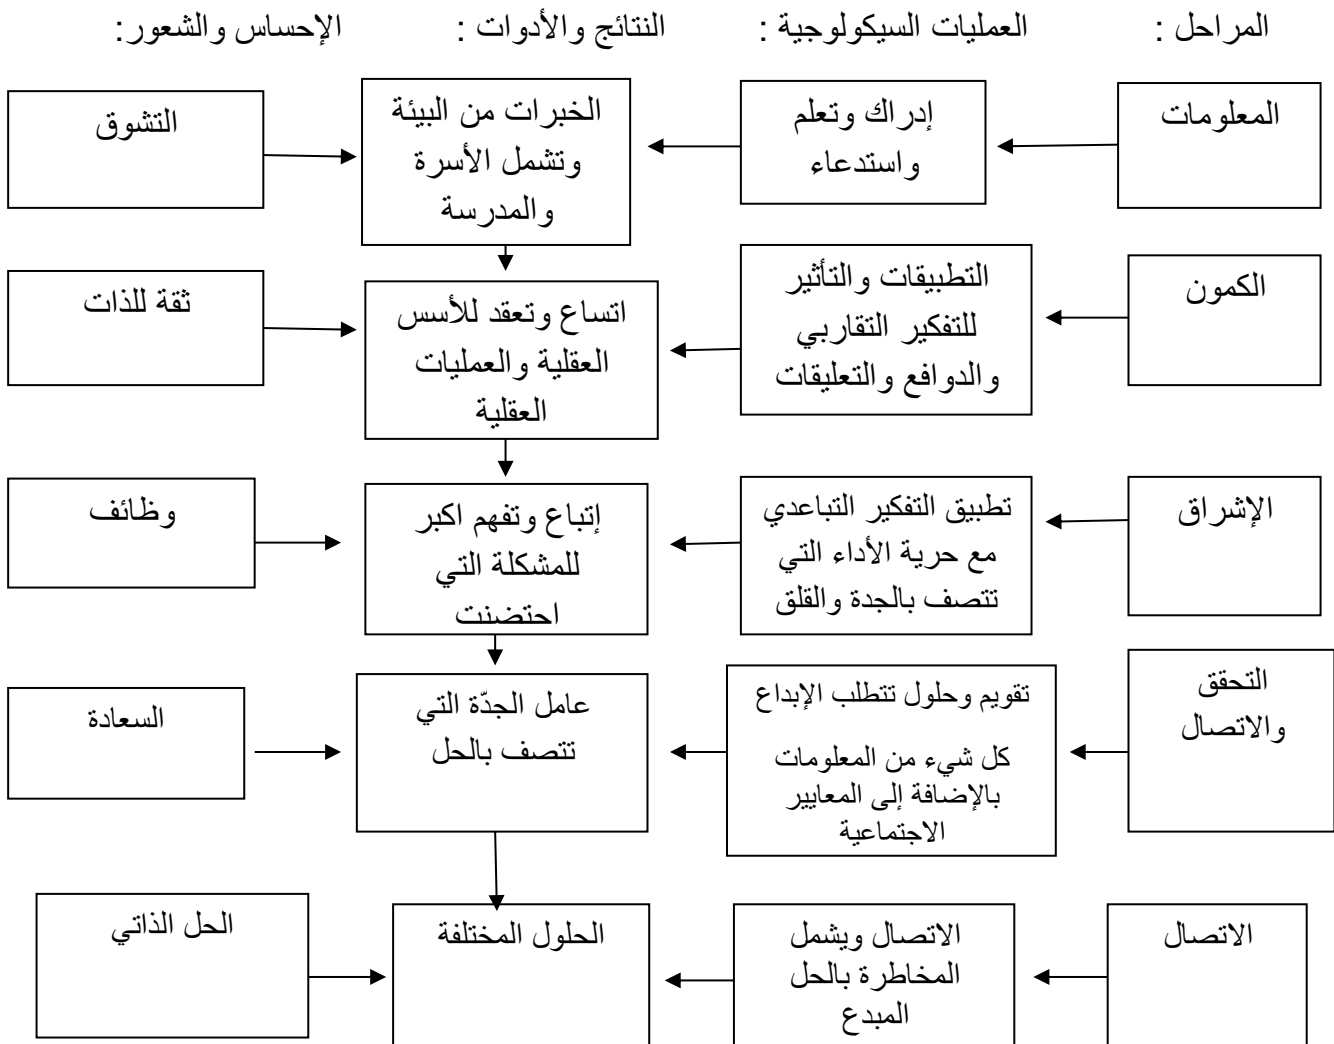 المراحل :
العمليات السيكولوجية :
النتائج والأدوات :
الإحساس والشعور:
المعلومات
إدراك وتعلم
واستدعاء
الخبرات من البيئة
وتشمل الأسرة
والمدرسة
التشوق
الكمون
التطبيقات والتأثير
للتفكير التقاربي
والدوافع والتعليقات
اتساع وتعقد للأسس
العقلية والعمليات
العقلية
ثقة للذات
الإشراق
تطبيق التفكير التباعدي
مع حرية الأداء التي
تتصف بالجدة والقلق
إتباع وتفهم اكبر
للمشكلة التي
احتضنت
وظائف
التحقق
والاتصال
تقويم وحلول تتطلب الإبداع
كل شيء من المعلومات
بالإضافة إلى المعايير
الاجتماعية
عامل الجدّة التي
تتصف بالحل
السعادة
الاتصال
الاتصال ويشمل
المخاطرة بالحل
المبدع
الحلول المختلفة
الحل الذاتي